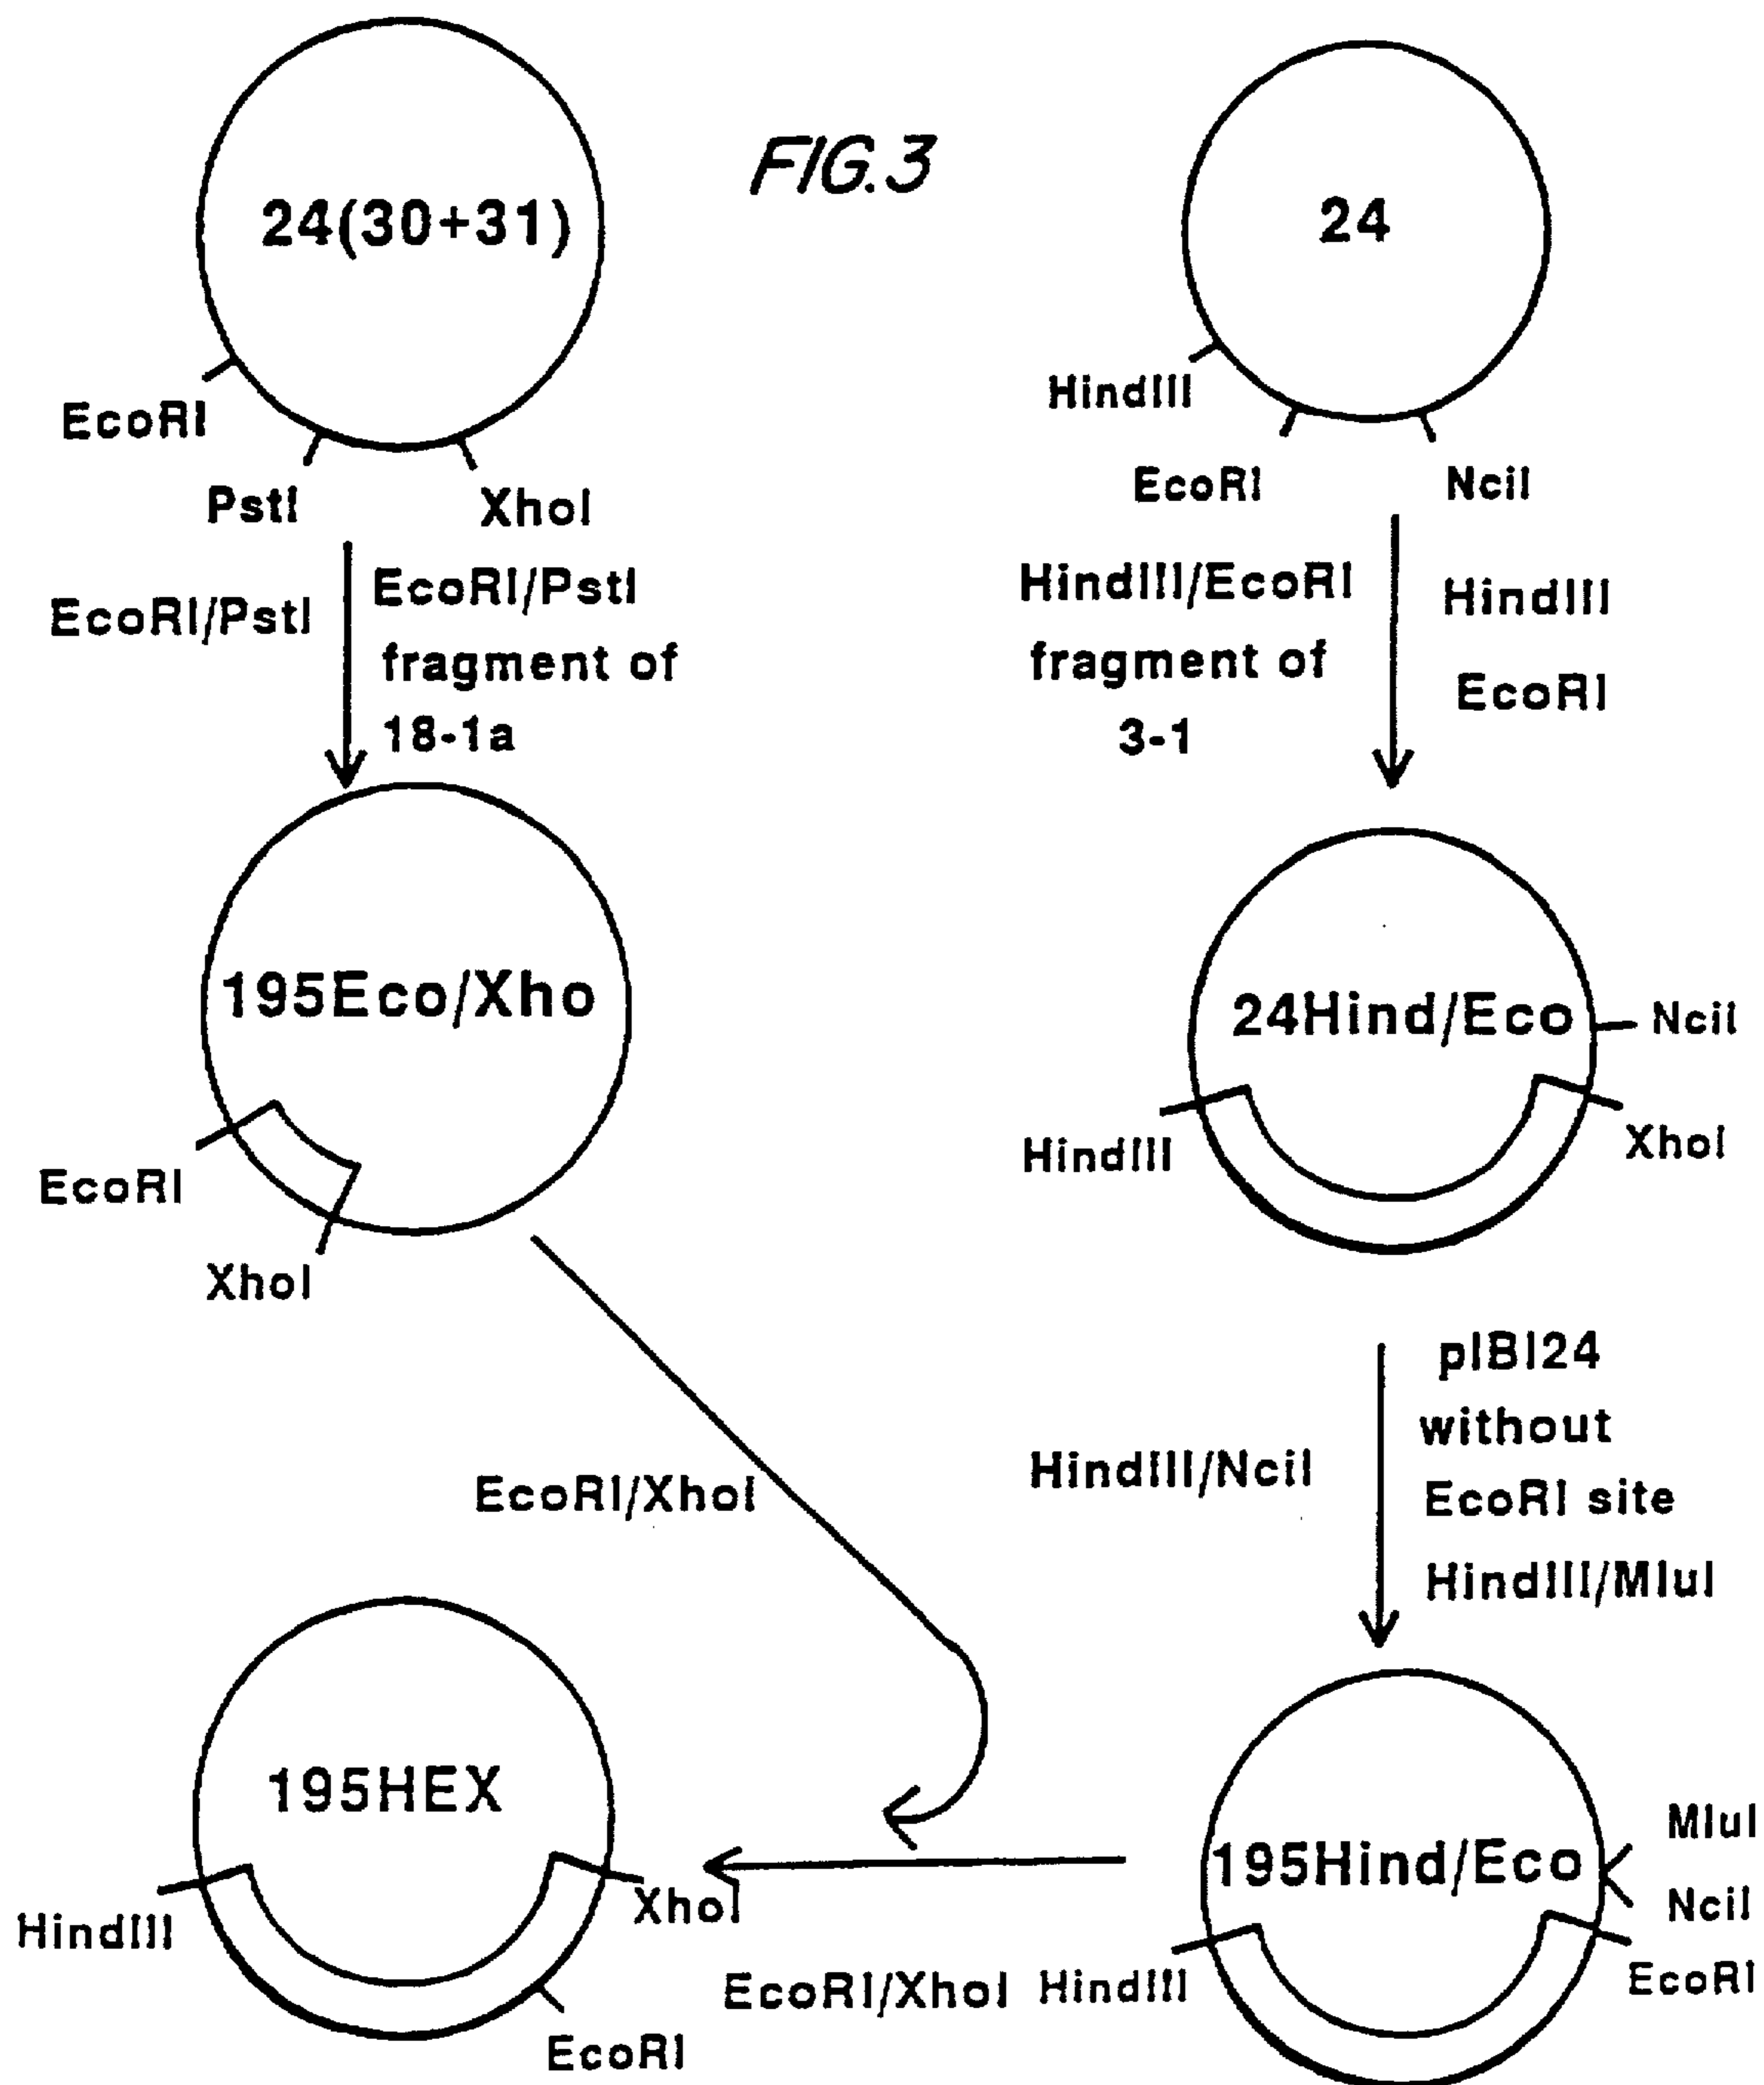 FIG.3
24(30+31)
EcoRI
PstI
XhoI
24
HindIII
EcoRI
NciI
EcoRI/PstI
EcoRI/PstI
fragment of
18-1a
HindIII/EcoRI
fragment of
3-1
HindIII
EcoRI
195Eco/Xho
EcoRI
XhoI
24Hind/Eco
NciI
HindIII
XhoI
EcoRI/XhoI
HindIII/NciI
pIBI24
without
EcoRI site
HindIII/MluI
195HEX
HindIII
XhoI
EcoRI
195Hind/Eco
MluI
NciI
EcoRI/XhoI
HindIII
EcoRI